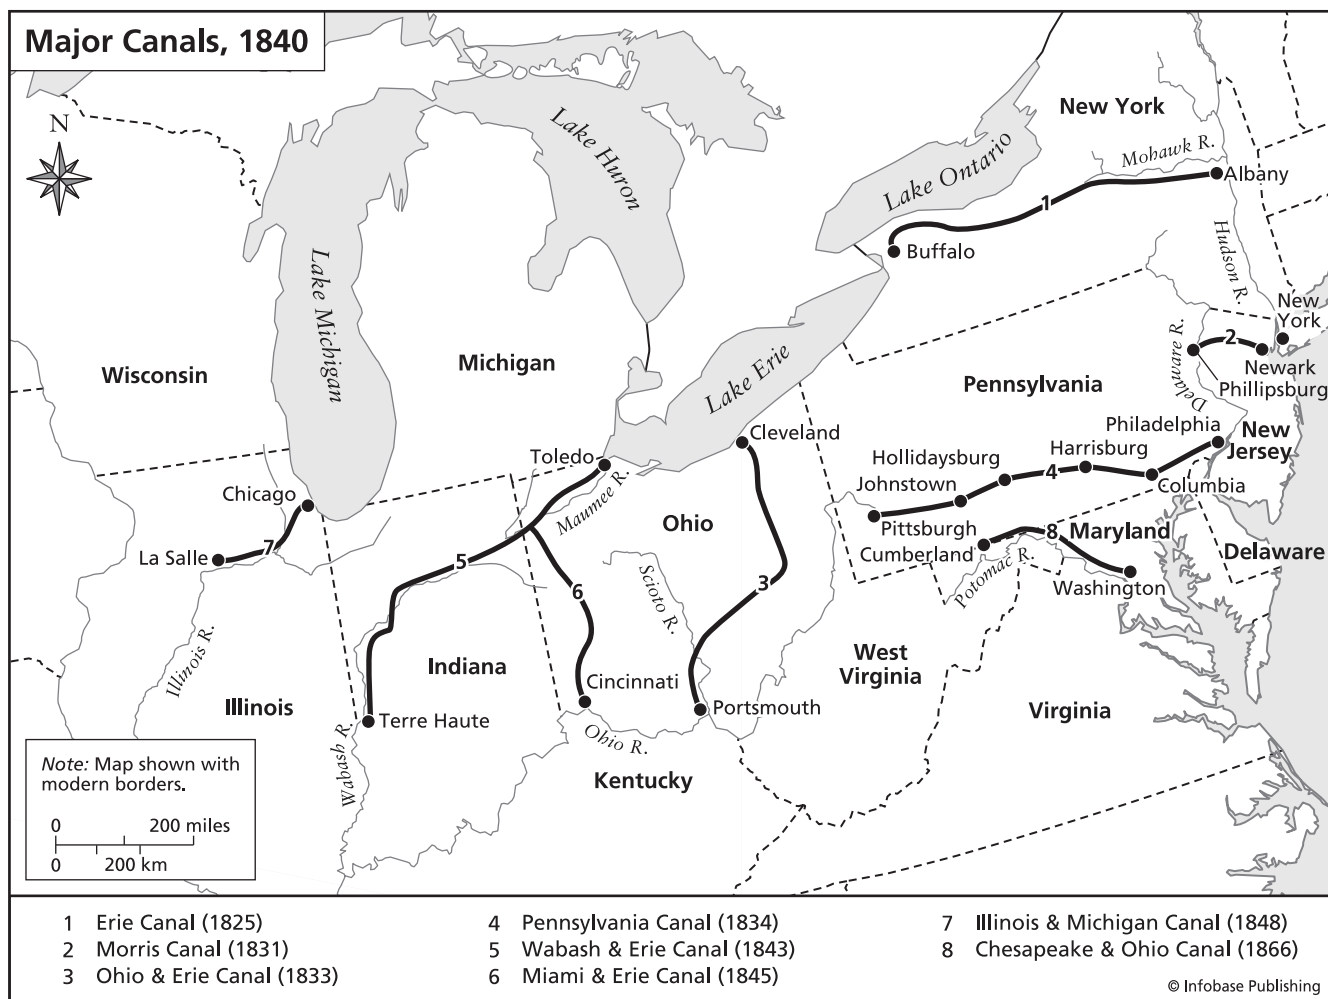 Major Canals, 1840
N
Lake Huron
Lake Michigan
Lake Ontario
Lake Erie
New York
Mohawk R.
Albany
1
Buffalo
Hudson R.
New
York
2
Newark
Phillipsburg
Delaware R.
Wisconsin
Michigan
Pennsylvania
Philadelphia
New
Jersey
Cleveland
Toledo
Maumee R.
Hollidaysburg
Harrisburg
Johnstown
4
Columbia
Pittsburgh
Cumberland
8
Maryland
Delaware
Potomac R.
Washington
Chicago
La Salle
7
Ohio
5
6
3
Scioto R.
Illinois R.
Indiana
Cincinnati
West
Virginia
Illinois
Terre Haute
Portsmouth
Virginia
Wabash R.
Ohio R.
Kentucky
Note: Map shown with
modern borders.
0 200 miles
0 200 km
1 Erie Canal (1825)
2 Morris Canal (1831)
3 Ohio & Erie Canal (1833)
4 Pennsylvania Canal (1834)
5 Wabash & Erie Canal (1843)
6 Miami & Erie Canal (1845)
7 Illinois & Michigan Canal (1848)
8 Chesapeake & Ohio Canal (1866)
© Infobase Publishing